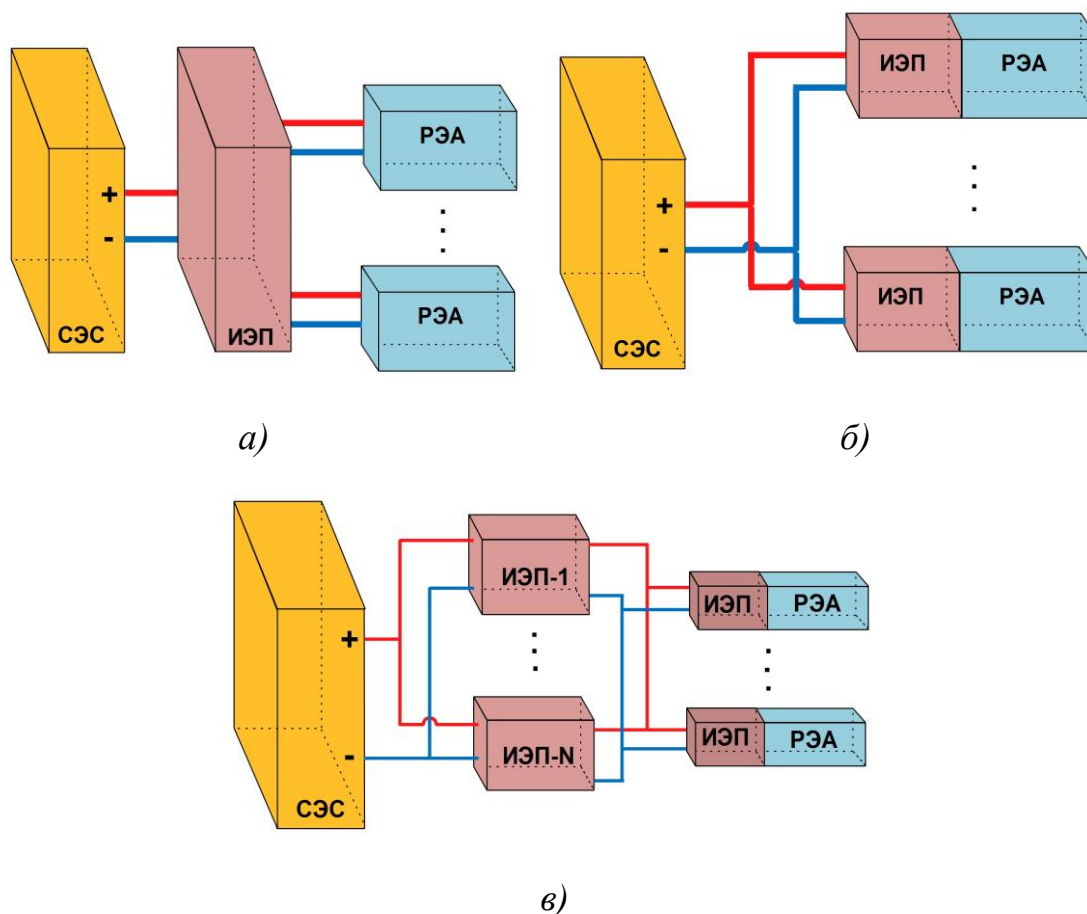 +
-
СЭС
ИЭП
РЭА
РЭА
а)
+
-
СЭС
ИЭП РЭА
ИЭП РЭА
б)
+
-
СЭС
ИЭП-1
ИЭП-N
ИЭП РЭА
ИЭП РЭА
в)